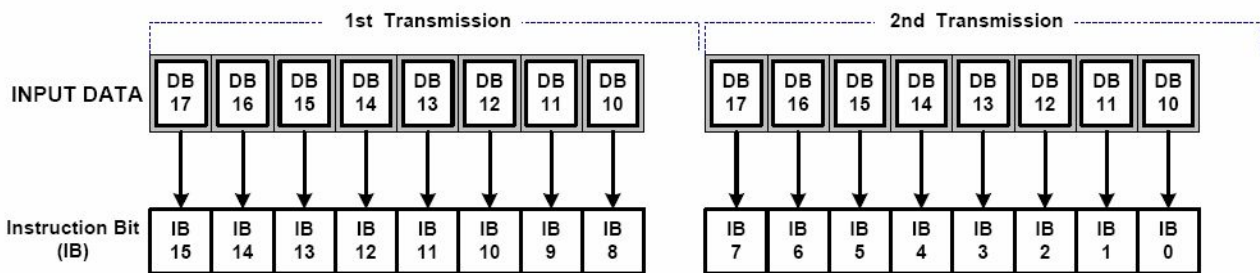 1st Transmission
2nd Transmission
INPUT DATA
DB 17 DB 16 DB 15 DB 14 DB 13 DB 12 DB 11 DB 10
DB 17 DB 16 DB 15 DB 14 DB 13 DB 12 DB 11 DB 10
Instruction Bit
(IB)
IB 15 IB 14 IB 13 IB 12 IB 11 IB 10 IB 9 IB 8
IB 7 IB 6 IB 5 IB 4 IB 3 IB 2 IB 1 IB 0